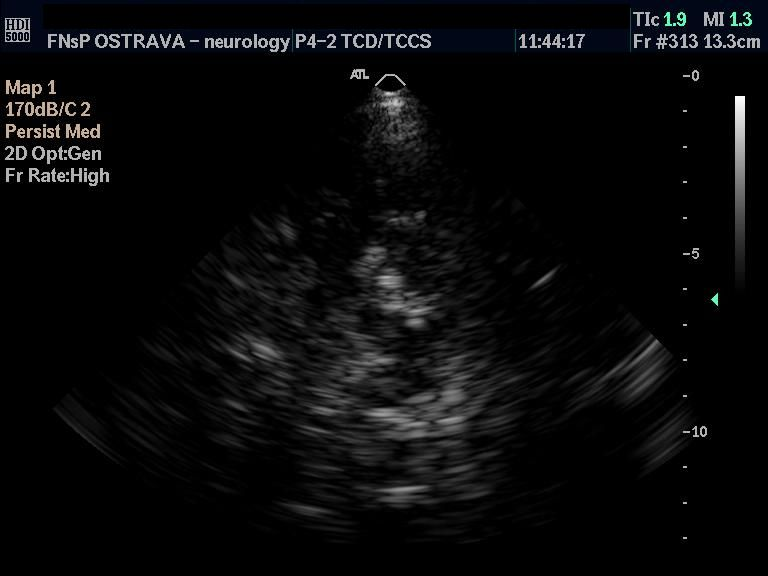 HDI
5000
TIc 1.9 MI 1.3
FNsP OSTRAVA – neurology P4–2 TCD/TCCS 11:44:17 Fr #313 13.3cm
ATL
Map 1
170dB/C 2
Persist Med
2D Opt:Gen
Fr Rate:High
0
5
10